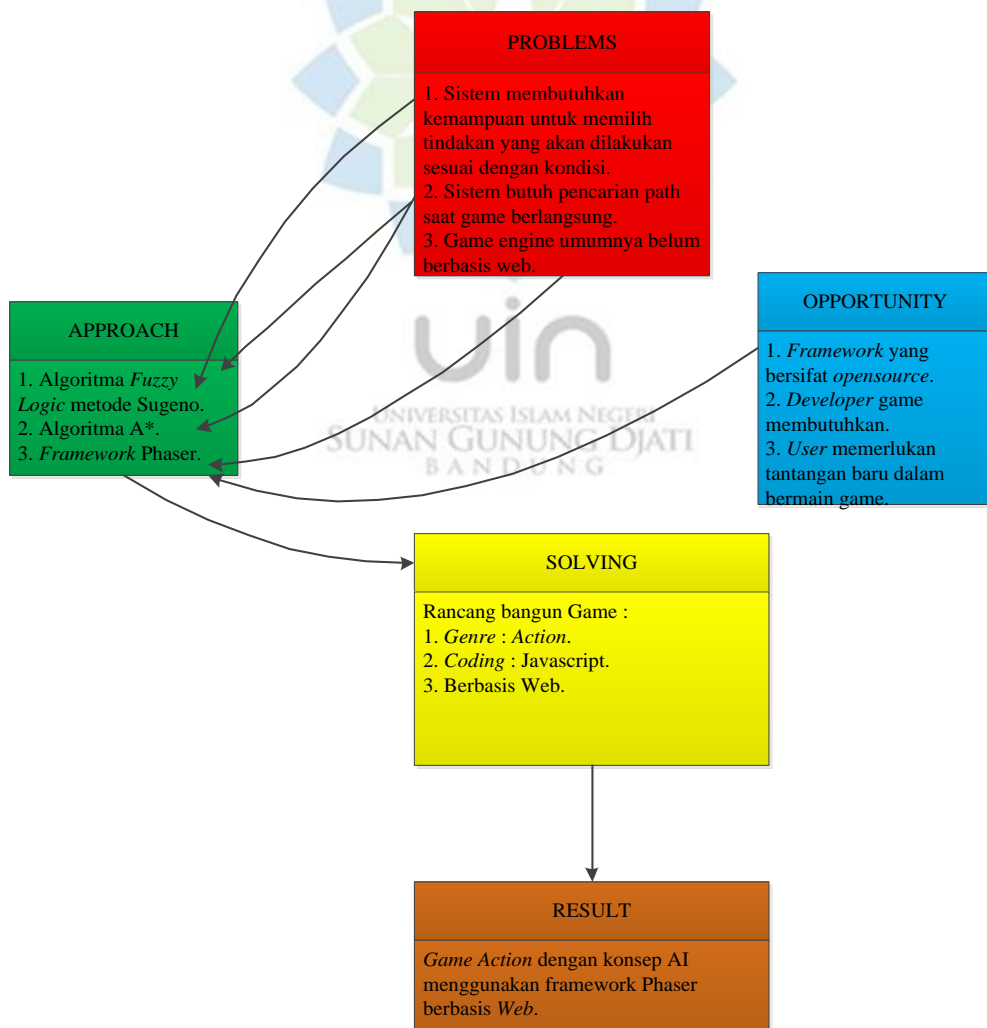 PROBLEMS
1. Sistem membutuhkan
kemampuan untuk memilih
tindakan yang akan dilakukan
sesuai dengan kondisi.
2. Sistem butuh pencarian path
saat game berlangsung.
3. Game engine umumnya belum
berbasis web.
APPROACH
1. Algoritma Fuzzy
Logic metode Sugeno.
2. Algoritma A*.
3. Framework Phaser.
uin
UNIVERSITAS ISLAM NEGERI
SUNAN GUNUNG DJATI
BANDUNG
OPPORTUNITY
1. Framework yang
bersifat opensource.
2. Developer game
membutuhkan.
3. User memerlukan
tantangan baru dalam
bermain game.
SOLVING
Rancang bangun Game :
1. Genre : Action.
2. Coding : Javascript.
3. Berbasis Web.
RESULT
Game Action dengan konsep AI
menggunakan framework Phaser
berbasis Web.